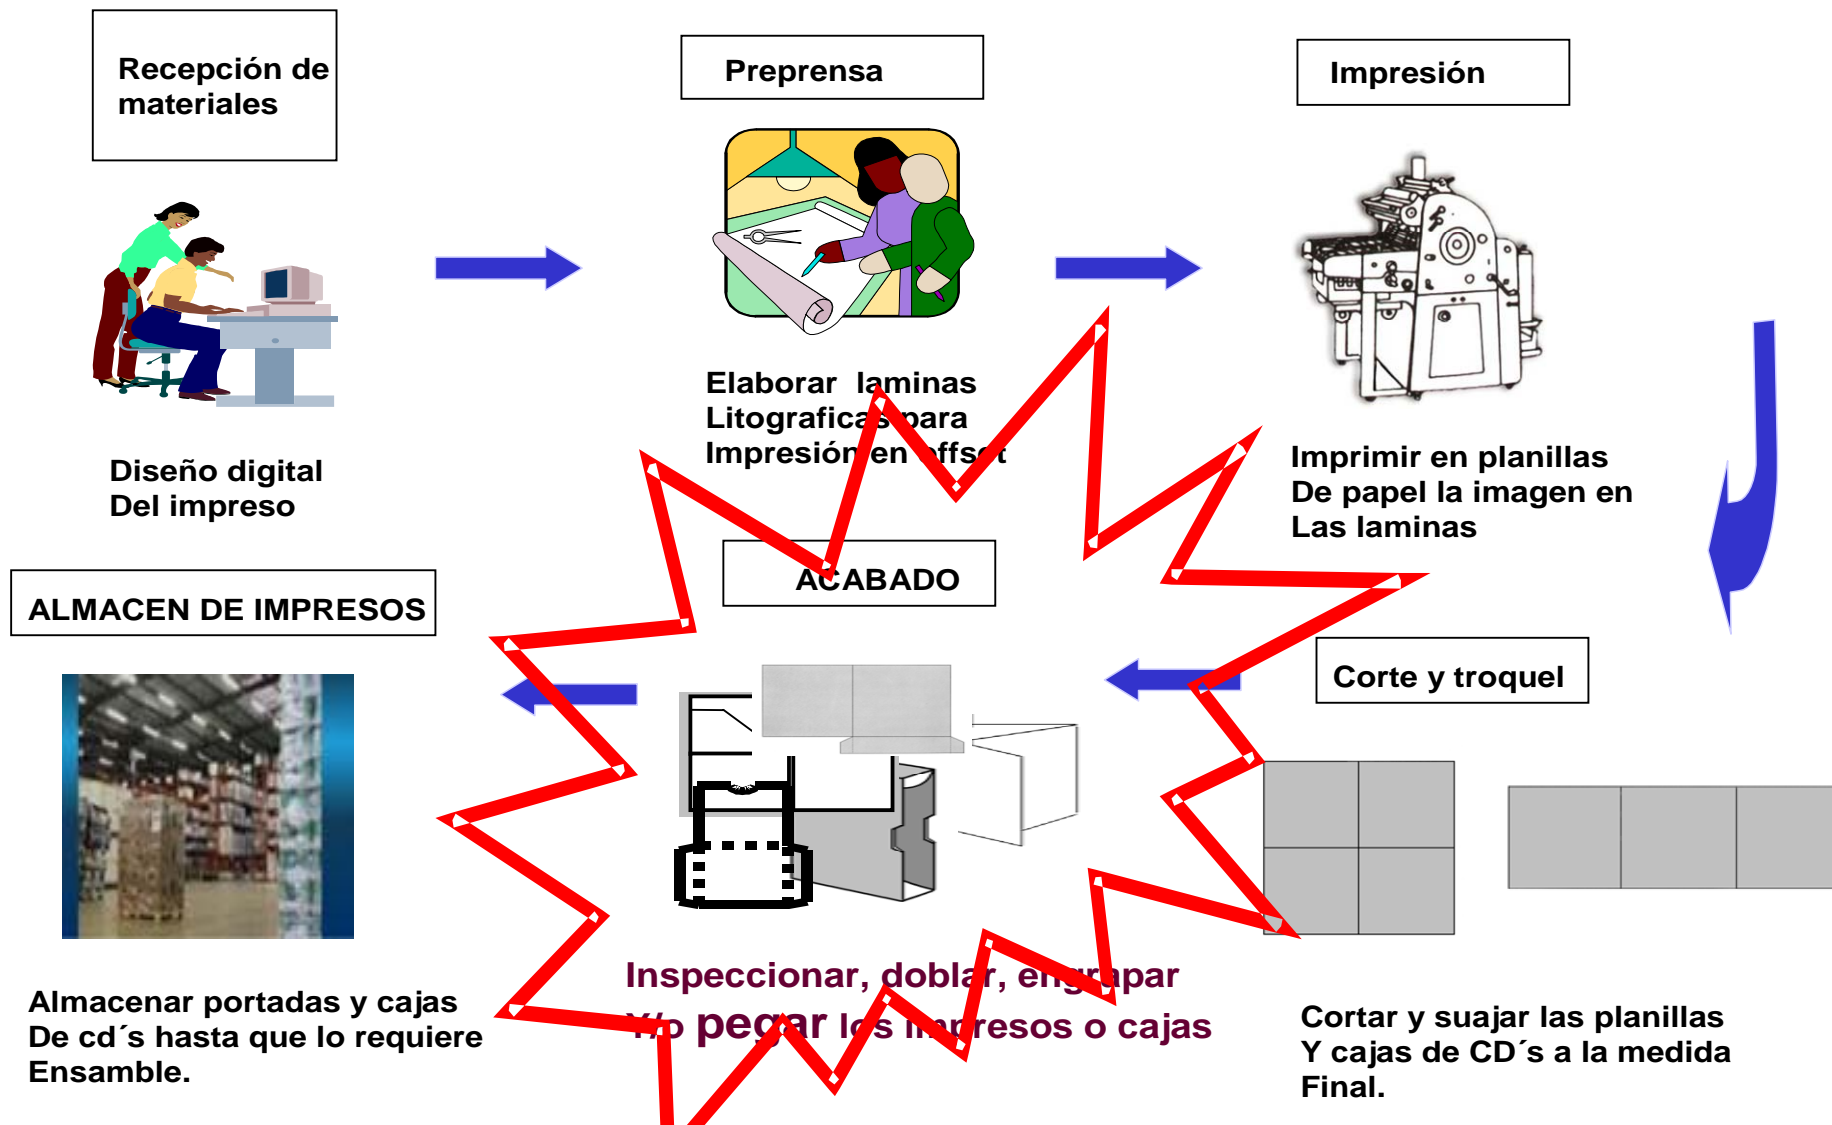 Recepción de
materiales
Diseño digital
Del impreso
Preprensa
Elaborar laminas
Litograficas para
Impresión en offset
Impresión
Imprimir en planillas
De papel la imagen en
Las laminas
Corte y troquel
Cortar y suajar las planillas
Y cajas de CD´s a la medida
Final.
ACABADO
Inspeccionar, doblar, engrapar
Y/o pegar los impresos o cajas
ALMACEN DE IMPRESOS
Almacenar portadas y cajas
De cd´s hasta que lo requiere
Ensamble.